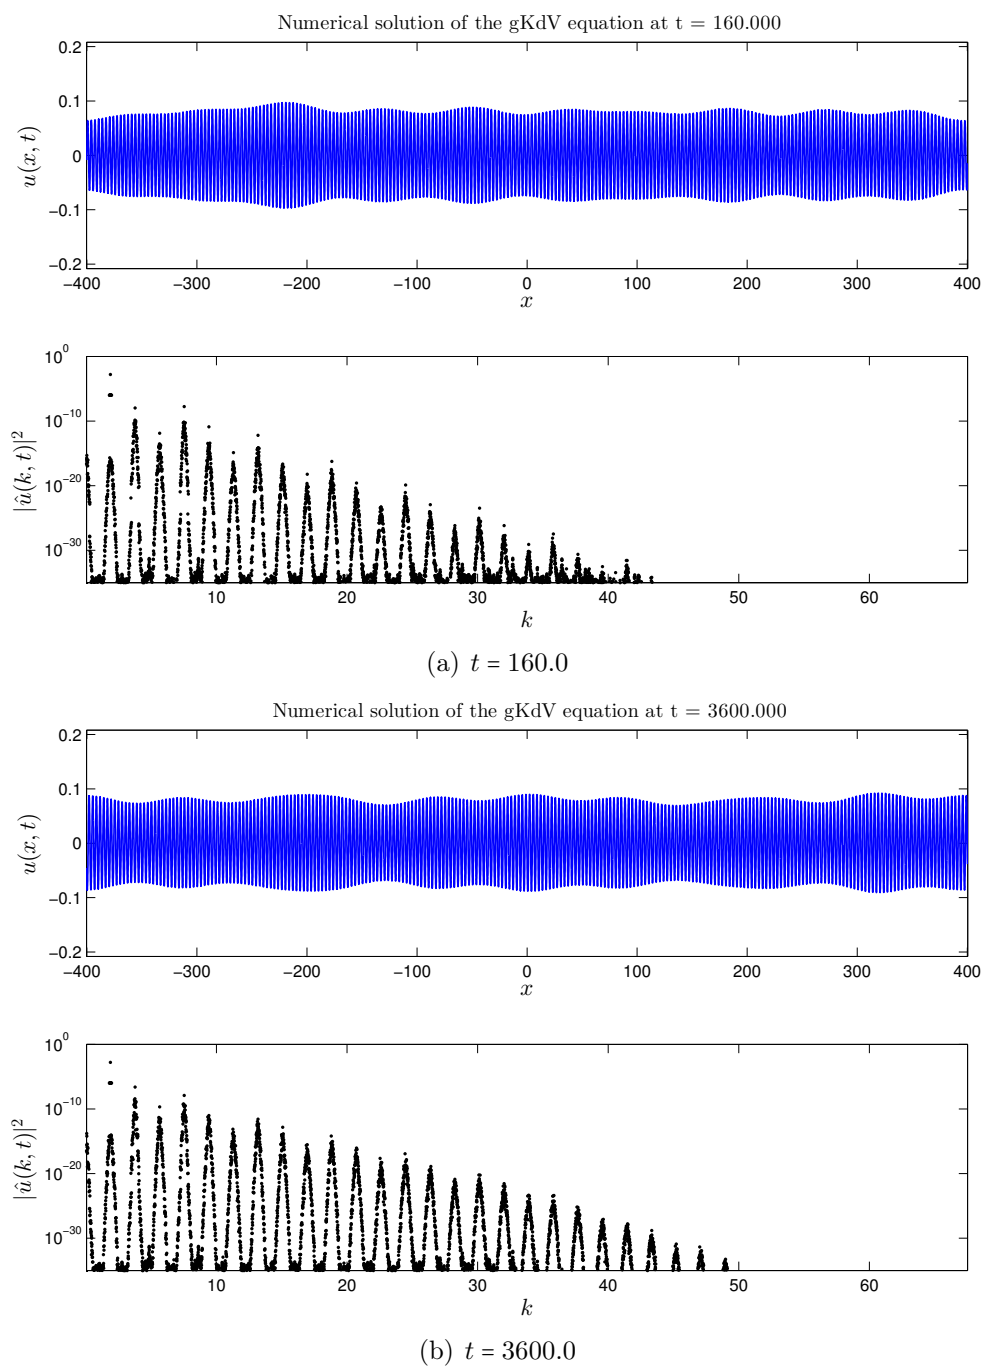 Numerical solution of the gKdV equation at t = 160.000
0.2
0.1
0
−0.1
−0.2
u(x, t)
−400 −300 −200 −100 0 100 200 300 400
x
10^0
10^−10
10^−20
10^−30
|û(k, t)|^2
10 20 30 40 50 60
k
(a) t = 160.0
Numerical solution of the gKdV equation at t = 3600.000
0.2
0.1
0
−0.1
−0.2
u(x, t)
−400 −300 −200 −100 0 100 200 300 400
x
10^0
10^−10
10^−20
10^−30
|û(k, t)|^2
10 20 30 40 50 60
k
(b) t = 3600.0